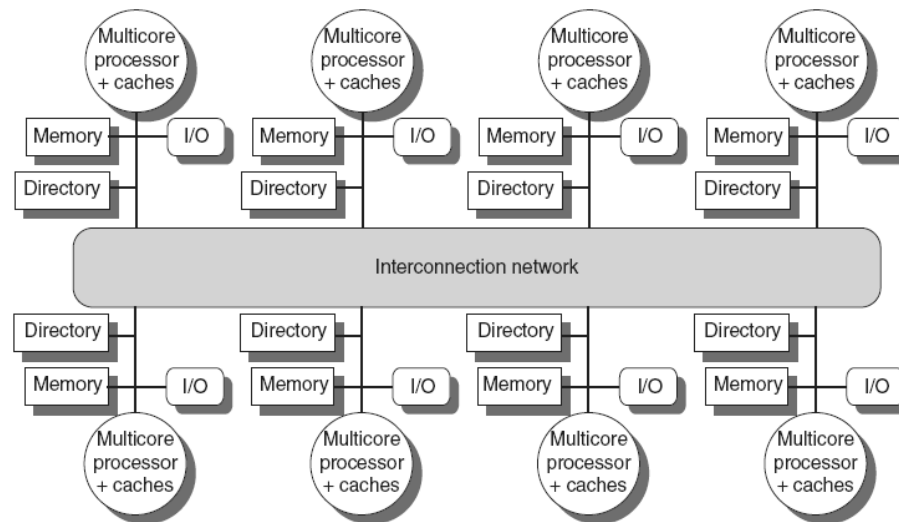 Multicore Multicore Multicore Multicore
processor processor processor processor
+ caches + caches + caches + caches
Memory I/O Memory I/O Memory I/O Memory I/O
Directory Directory Directory Directory
Interconnection network
Directory Directory Directory Directory
Memory I/O Memory I/O Memory I/O Memory I/O
Multicore Multicore Multicore Multicore
processor processor processor processor
+ caches + caches + caches + caches